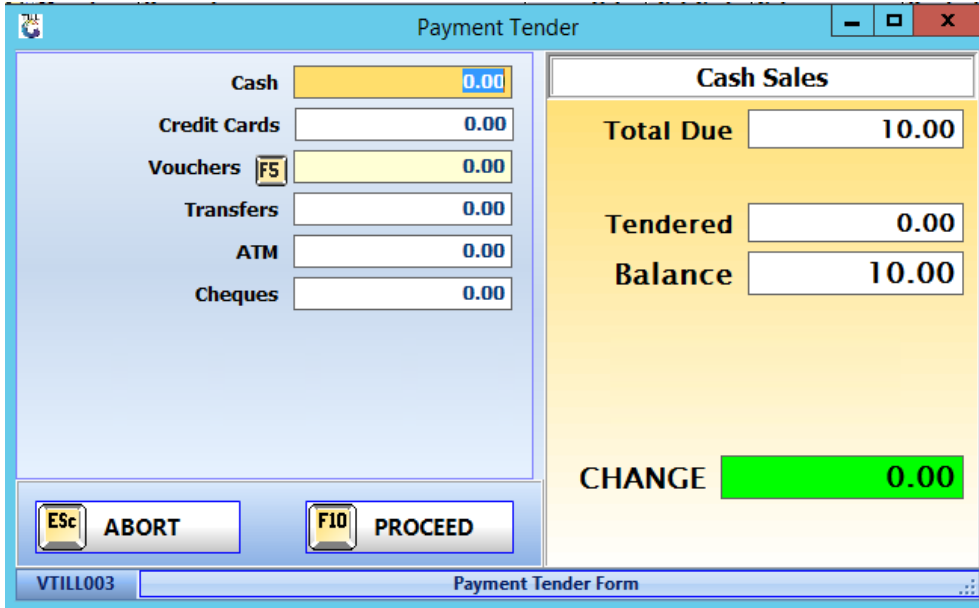 Payment Tender
Cash 0.00
Credit Cards 0.00
Vouchers F5 0.00
Transfers 0.00
ATM 0.00
Cheques 0.00
ESc ABORT
F10 PROCEED
Cash Sales
Total Due 10.00
Tendered 0.00
Balance 10.00
CHANGE 0.00
VTILL003 Payment Tender Form